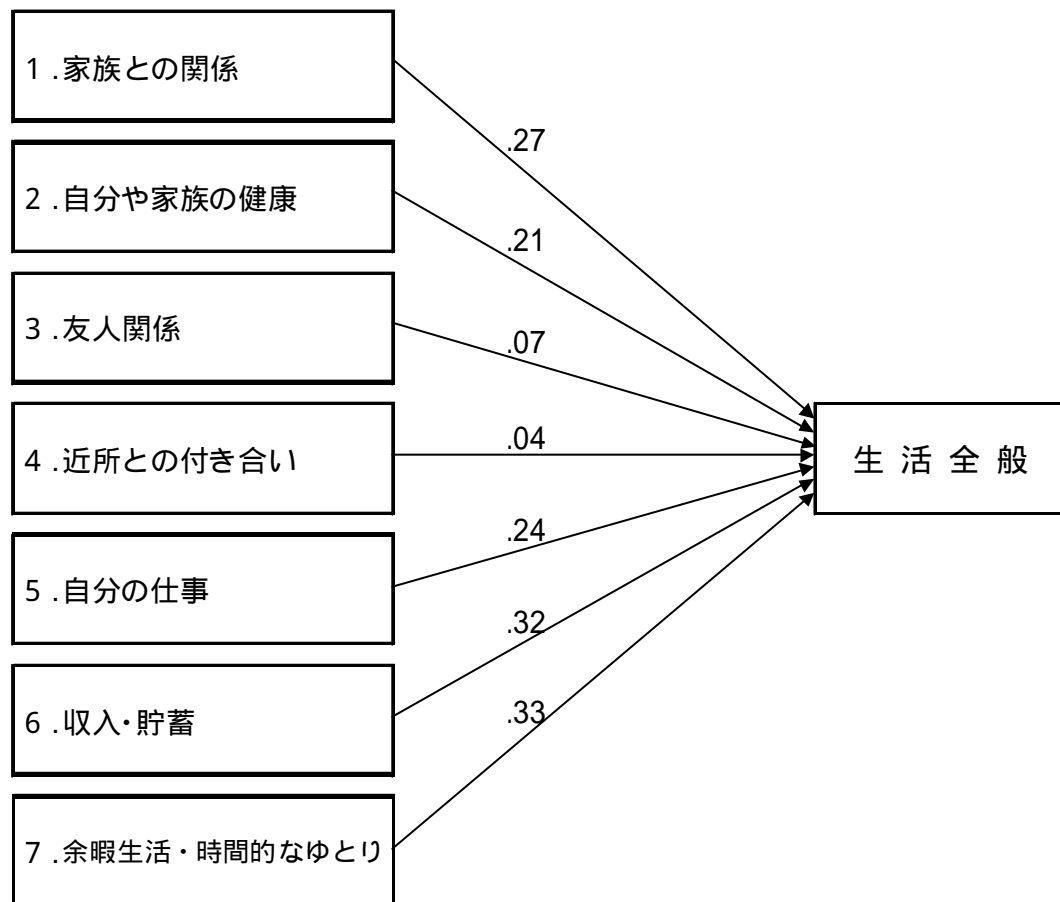 1 .家族との関係
.27
2 .自分や家族の健康
.21
3 .友人関係
.07
4 .近所との付き合い
.04
生 活 全 般
5 .自分の仕事
.24
6 .収入・貯蓄
.32
7 .余暇生活・時間的なゆとり
.33